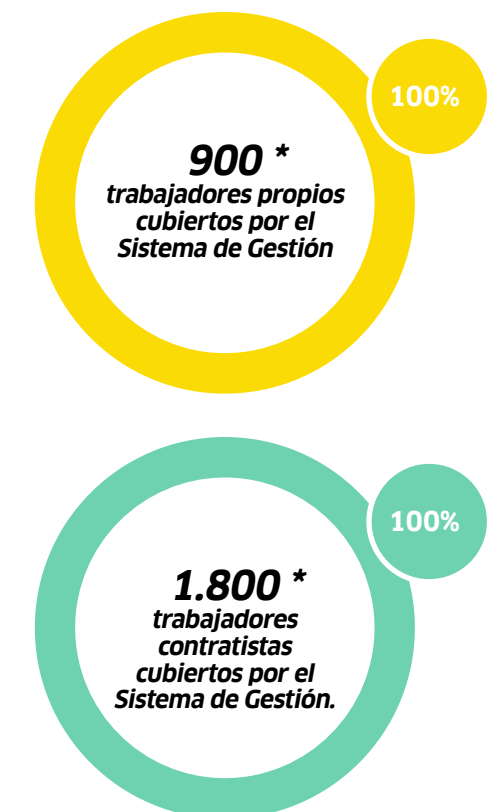 100%
900 *
trabajadores propios
cubiertos por el
Sistema de Gestión
100%
1.800 *
trabajadores
contratistas
cubiertos por el
Sistema de Gestión.